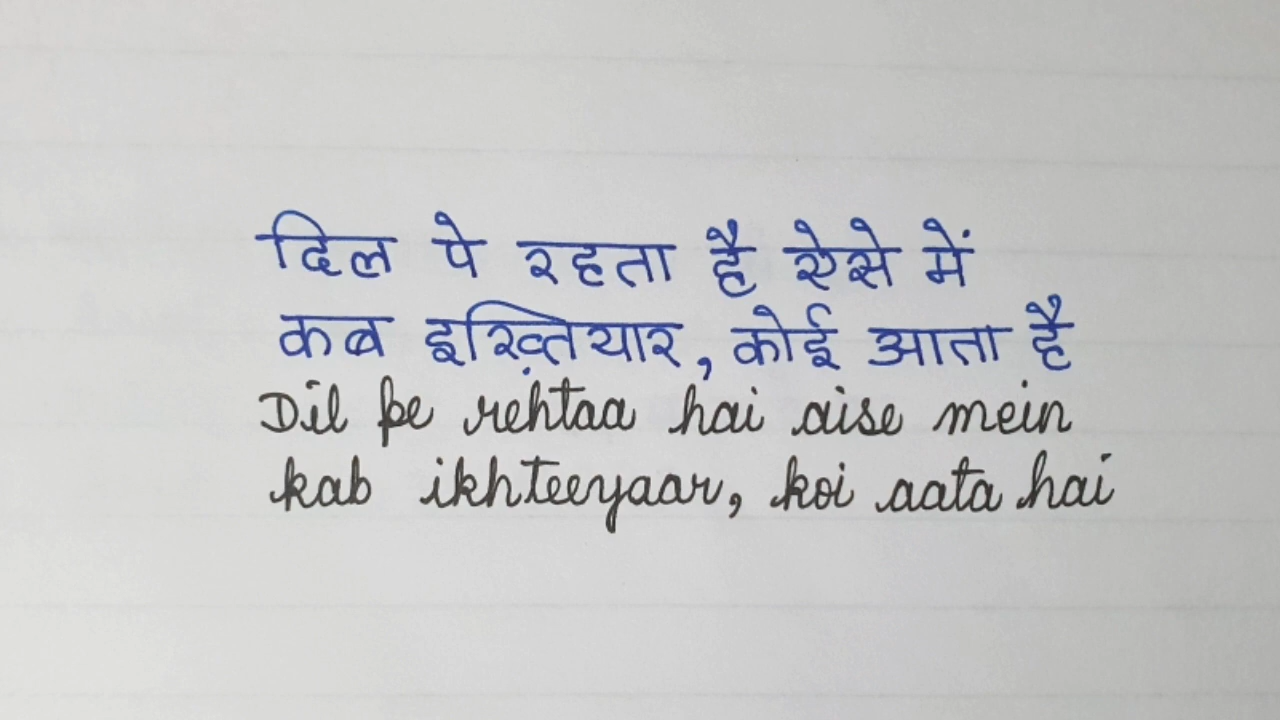 दिल पे रहता है ऐसे में
कब इख़्तियार, कोई आता है
Dil pe rehtaa hai aise mein
kab ikhteeyaar, koi aata hai